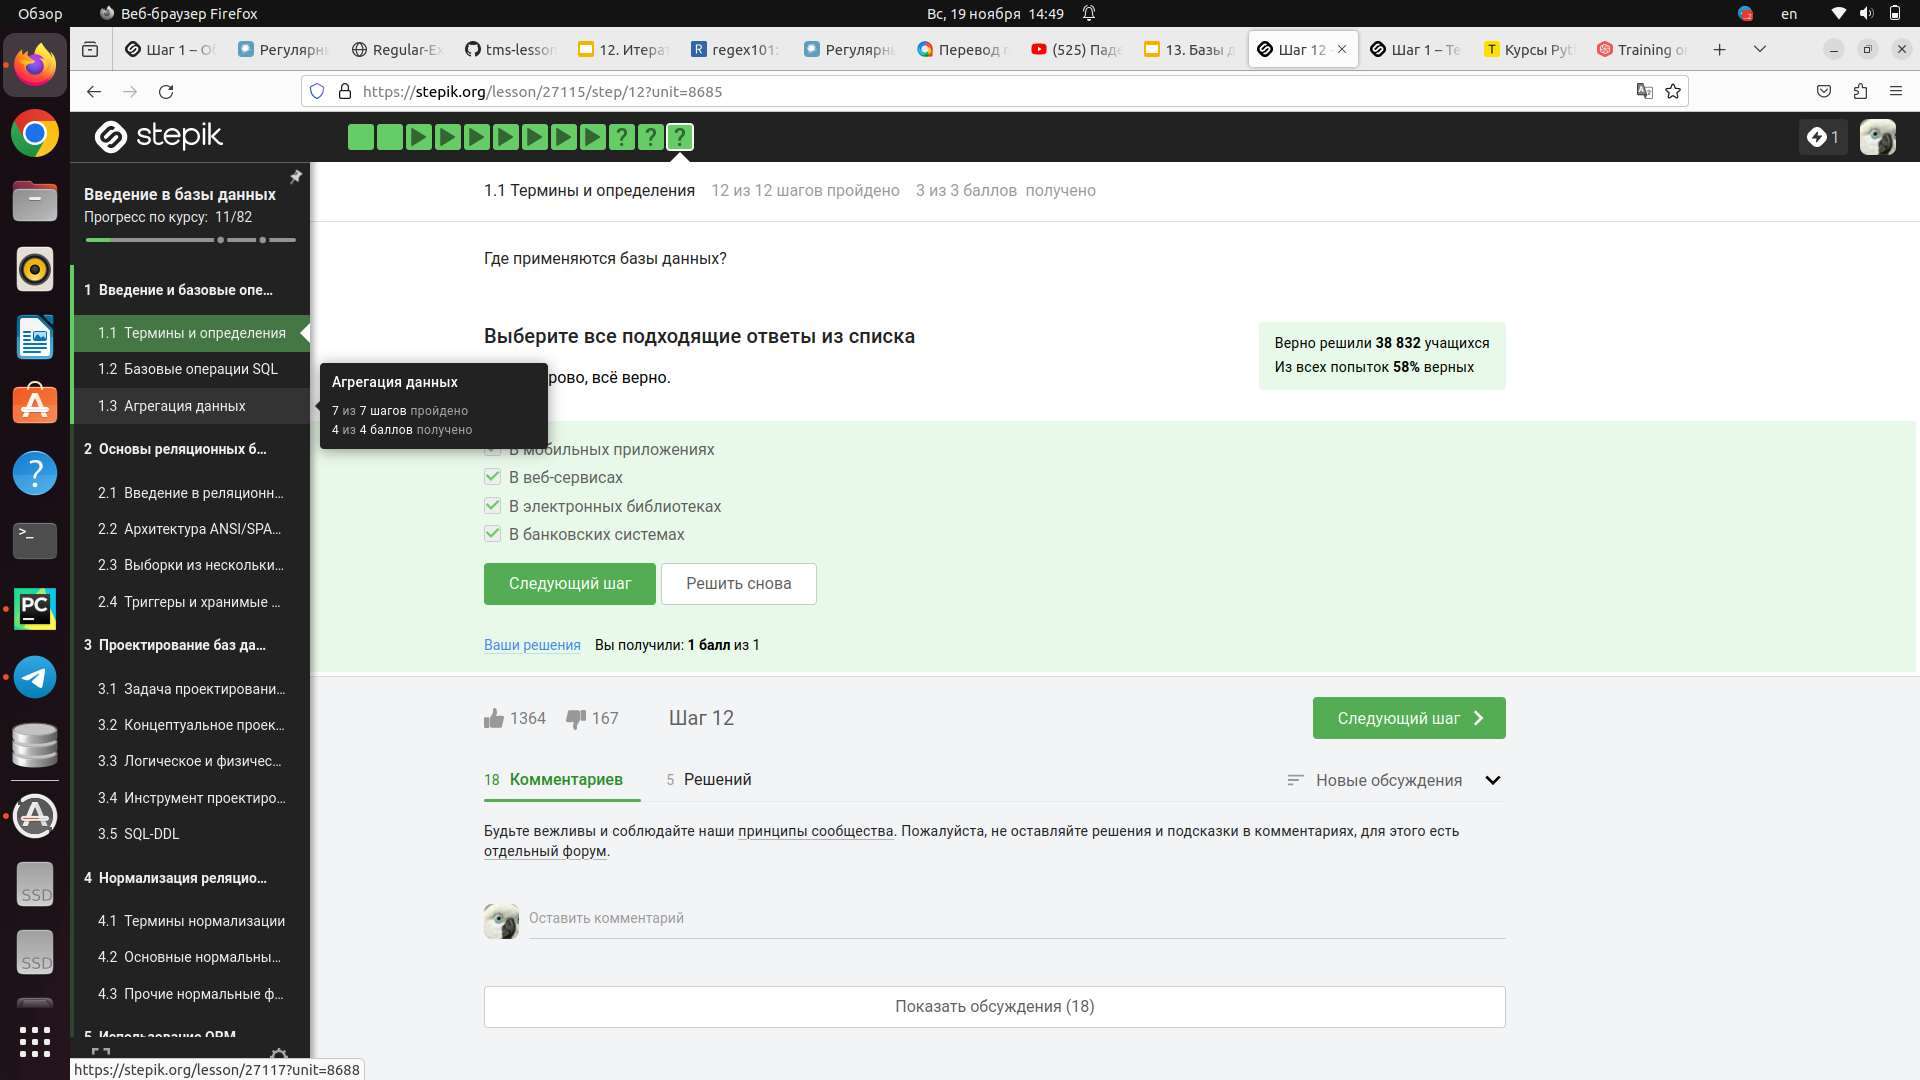 Обзор
Веб-браузер Firefox
Вс, 19 ноября 14:49
en
Шаг 1 – Об
Регулярн
Regular-Ex
tms-lesson
12. Итерат
regex101:
Регулярн
Перевод
(525) Паде
13. Базы д
Шаг 12
Шаг 1 – Те
Курсы Pyt
Training or
https://stepik.org/lesson/27115/step/12?unit=8685
stepik
? ? ?
1
Введение в базы данных
Прогресс по курсу: 11/82
1 Введение и базовые опе...
1.1 Термины и определения
1.2 Базовые операции SQL
1.3 Агрегация данных
2 Основы реляционных б...
2.1 Введение в реляционн...
2.2 Архитектура ANSI/SPA...
2.3 Выборки из нескольки...
2.4 Триггеры и хранимые ...
3 Проектирование баз да...
3.1 Задача проектировани...
3.2 Концептуальное проек...
3.3 Логическое и физичес...
3.4 Инструмент проектиро...
3.5 SQL-DDL
4 Нормализация реляцио...
4.1 Термины нормализации
4.2 Основные нормальны...
4.3 Прочие нормальные ф...
5 Использование ORM
Агрегация данных
7 из 7 шагов пройдено
4 из 4 баллов получено
1.1 Термины и определения 12 из 12 шагов пройдено 3 из 3 баллов получено
Где применяются базы данных?
Выберите все подходящие ответы из списка
рово, всё верно.
Верно решили 38 832 учащихся
Из всех попыток 58% верных
В мобильных приложениях
В веб-сервисах
В электронных библиотеках
В банковских системах
Следующий шаг
Решить снова
Ваши решения Вы получили: 1 балл из 1
1364 167 Шаг 12
Следующий шаг
18 Комментариев
5 Решений
Новые обсуждения
Будьте вежливы и соблюдайте наши принципы сообщества. Пожалуйста, не оставляйте решения и подсказки в комментариях, для этого есть
отдельный форум.
Оставить комментарий
Показать обсуждения (18)
PC
>_
?
SSD
SSD
https://stepik.org/lesson/27117?unit=8688